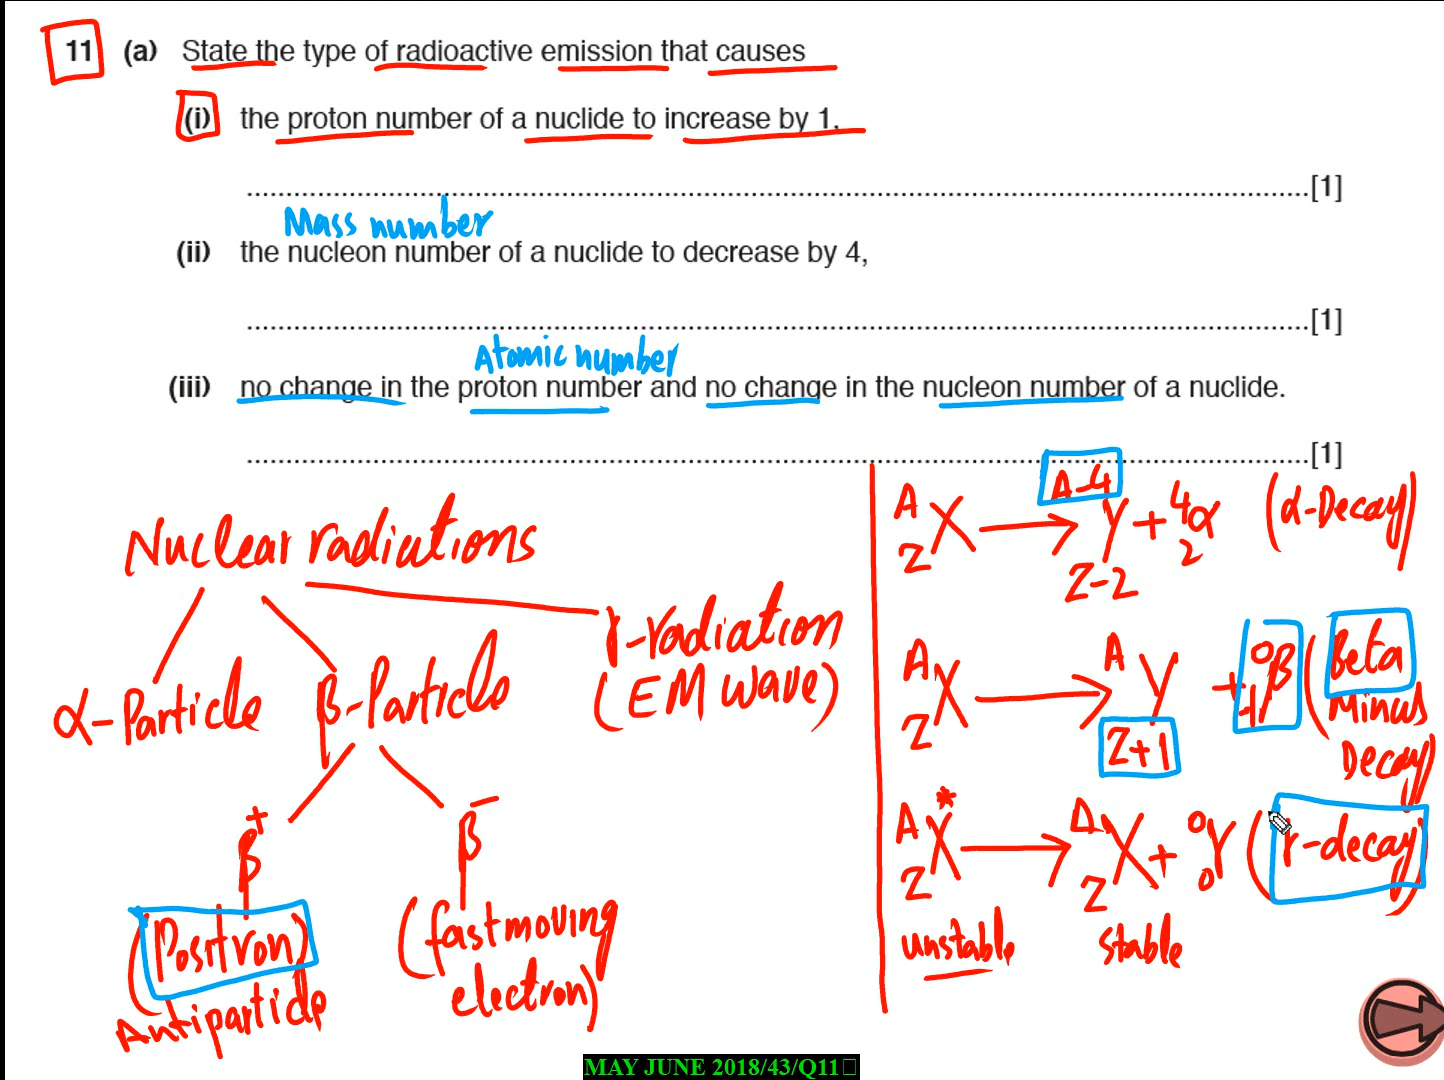 11 (a) State the type of radioactive emission that causes
(i) the proton number of a nuclide to increase by 1,
..........[1]
Mass number
(ii) the nucleon number of a nuclide to decrease by 4,
..........[1]
Atomic number
(iii) no change in the proton number and no change in the nucleon number of a nuclide.
..........[1]
Nuclear radiations
α-Particle
β-Particle
γ-radiation
(EM wave)
β+
(Positron)
Antiparticle
β−
(fast moving
electron)
A Z X → A-4 Z-2 Y + 4 2 α (α-Decay)
A Z X → A Z+1 Y + 0 -1 β (Beta
Minus
Decay)
A Z X* → A Z X + 0 0 γ (γ-decay)
unstable stable
MAY JUNE 2018/43/Q11